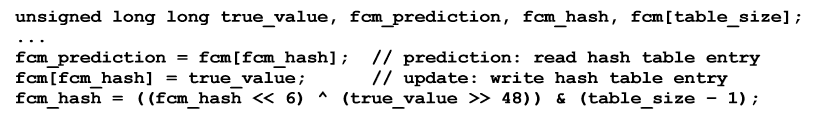 unsigned long long true_value, fcm_prediction, fcm_hash, fcm[table_size];
...
fcm_prediction = fcm[fcm_hash];  // prediction: read hash table entry
fcm[fcm_hash] = true_value;      // update: write hash table entry
fcm_hash = ((fcm_hash << 6) ^ (true_value >> 48)) & (table_size - 1);